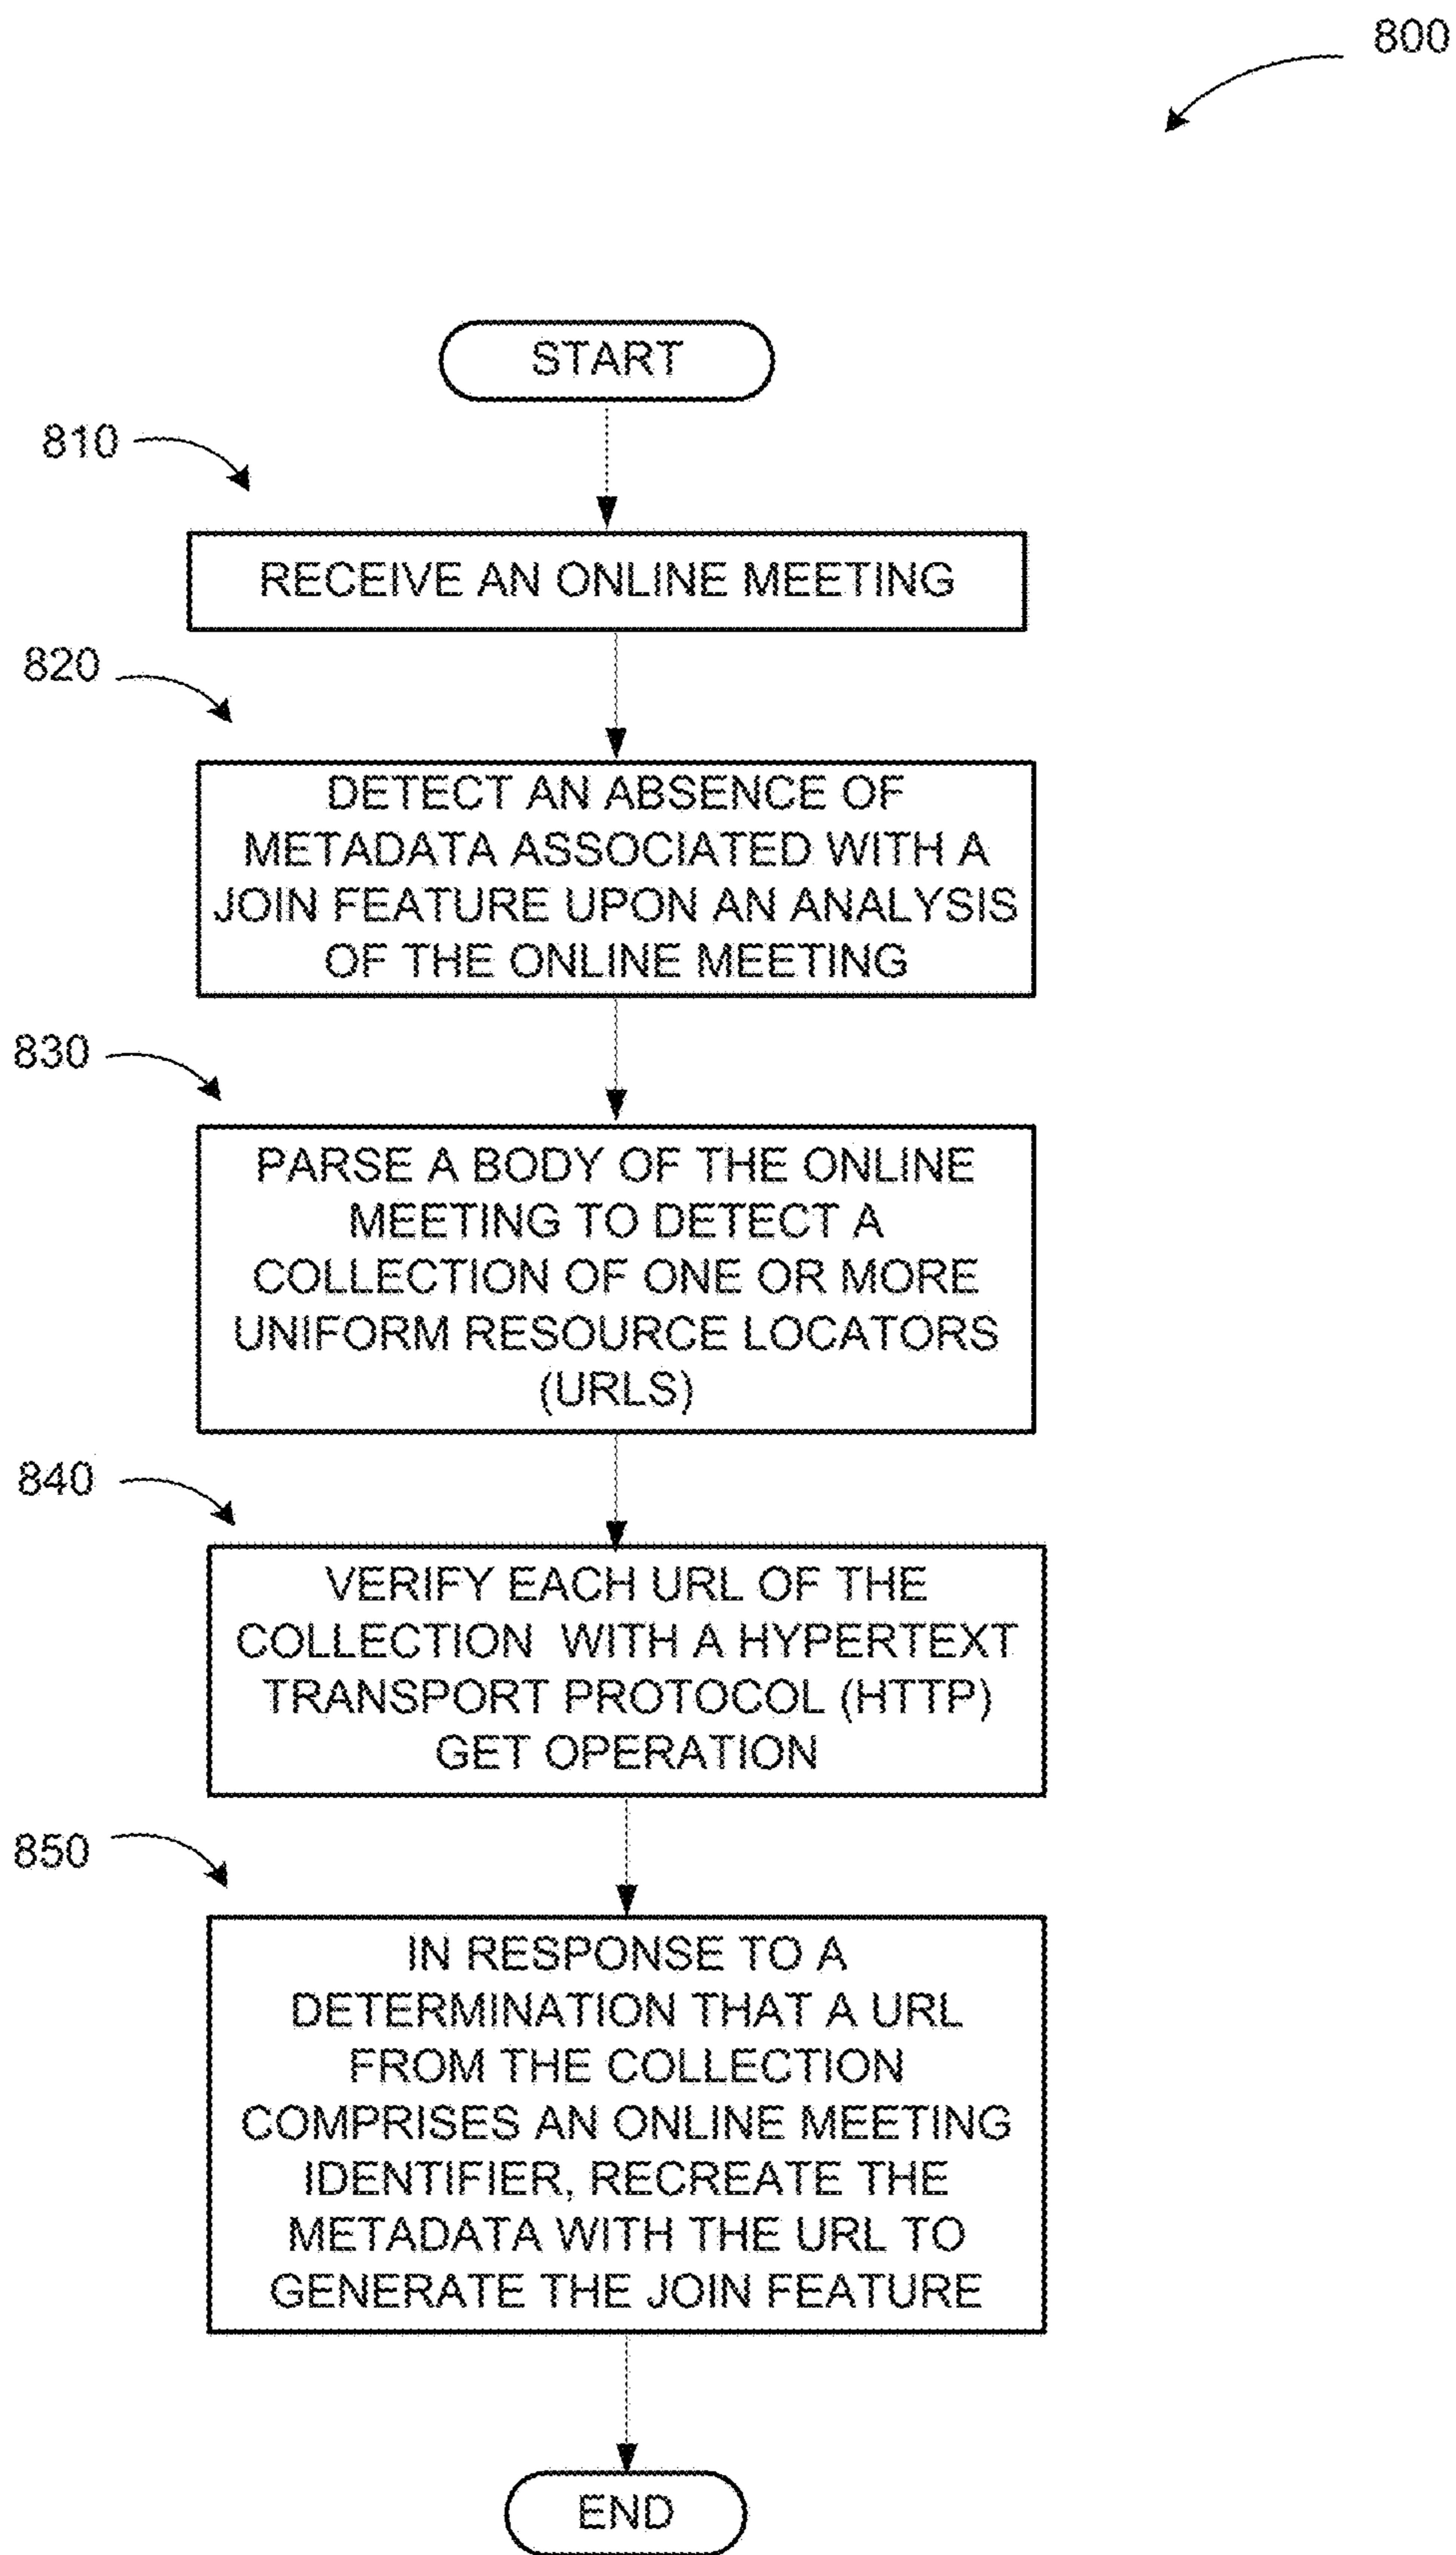 800
START
810
RECEIVE AN ONLINE MEETING
820
DETECT AN ABSENCE OF
METADATA ASSOCIATED WITH A
JOIN FEATURE UPON AN ANALYSIS
OF THE ONLINE MEETING
830
PARSE A BODY OF THE ONLINE
MEETING TO DETECT A
COLLECTION OF ONE OR MORE
UNIFORM RESOURCE LOCATORS
(URLS)
840
VERIFY EACH URL OF THE
COLLECTION WITH A HYPERTEXT
TRANSPORT PROTOCOL (HTTP)
GET OPERATION
850
IN RESPONSE TO A
DETERMINATION THAT A URL
FROM THE COLLECTION
COMPRISES AN ONLINE MEETING
IDENTIFIER, RECREATE THE
METADATA WITH THE URL TO
GENERATE THE JOIN FEATURE
END